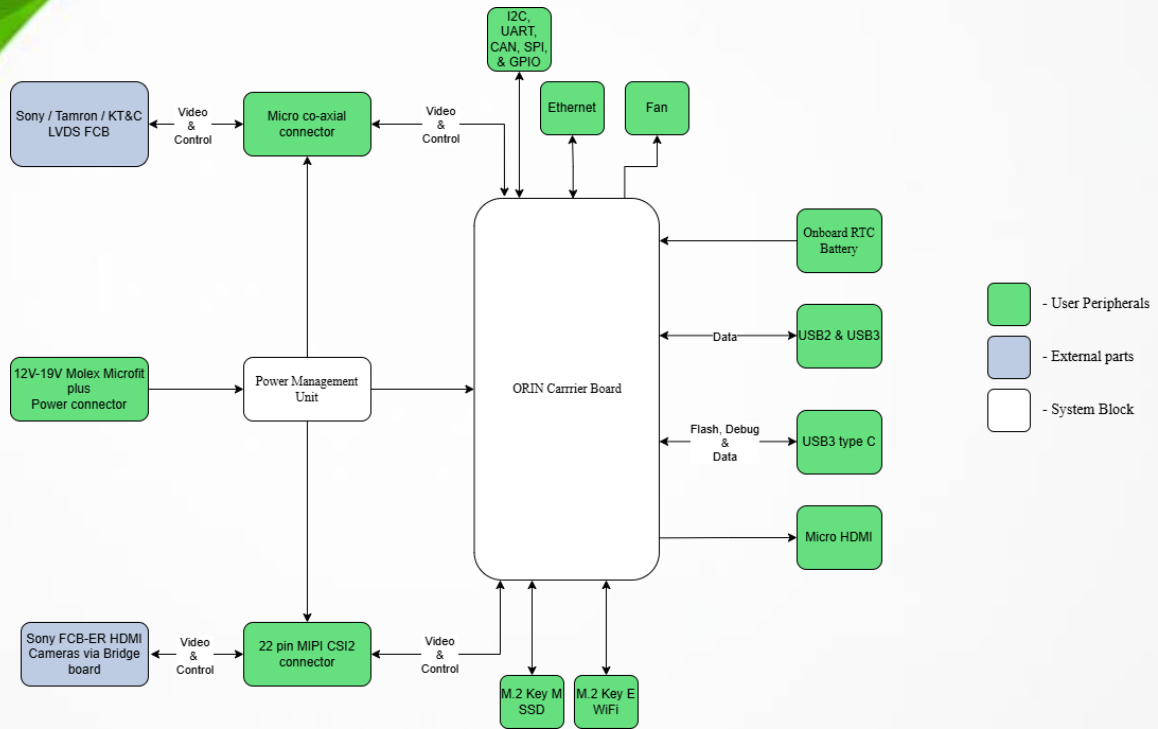 I2C,
UART,
CAN, SPI,
& GPIO
Ethernet
Fan
Sony / Tamron / KT&C
LVDS FCB
Video
&
Control
Micro co-axial
connector
Video
&
Control
Onboard RTC
Battery
- User Peripherals
Data
USB2 & USB3
- External parts
12V-19V Molex Microfit
plus
Power connector
Power Management
Unit
ORIN Carrrier Board
- System Block
Flash, Debug
&
Data
USB3 type C
Micro HDMI
Sony FCB-ER HDMI
Cameras via Bridge
board
Video
&
Control
22 pin MIPI CSI2
connector
Video
&
Control
M.2 Key M
SSD
M.2 Key E
WiFi